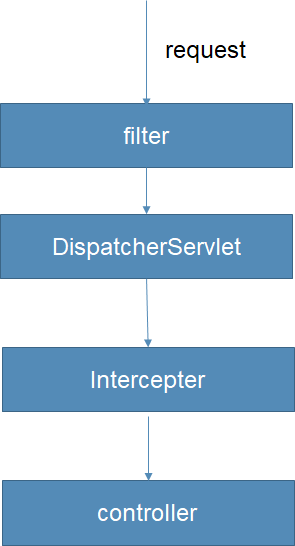 request
filter
DispatcherServlet
Intercepter
controller